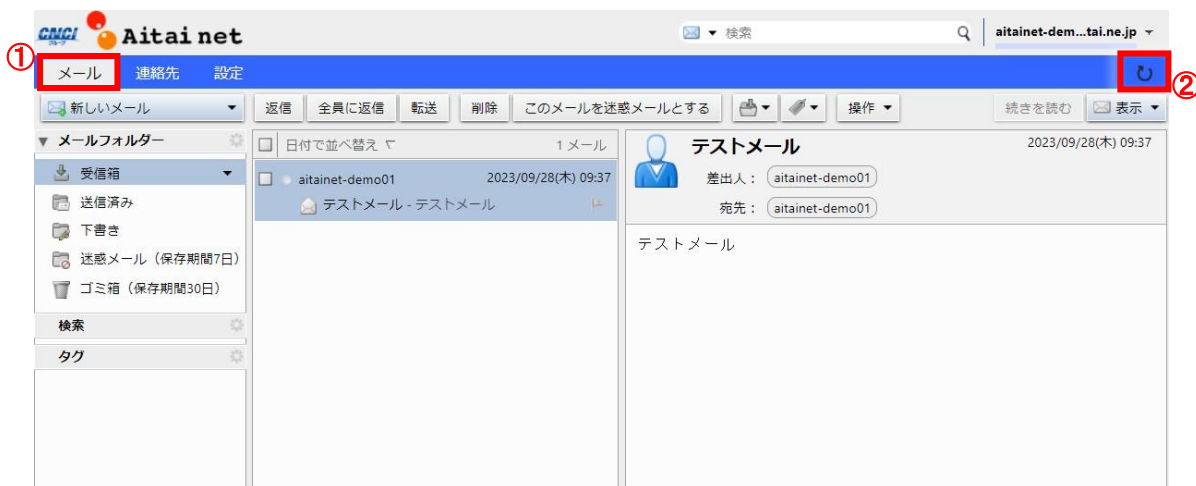 CNCI グループ Aitai net
検索
aitainet-dem...tai.ne.jp
①
メール 連絡先 設定
②
新しいメール
返信 全員に返信 転送 削除 このメールを迷惑メールとする 操作 続きを読む 表示
メールフォルダー
受信箱
送信済み
下書き
迷惑メール（保存期間7日）
ゴミ箱（保存期間30日）
検索
タグ
日付で並べ替え 1 メール
aitainet-demo01 2023/09/28(木) 09:37
テストメール - テストメール
テストメール 2023/09/28(木) 09:37
差出人： aitainet-demo01
宛先： aitainet-demo01
テストメール